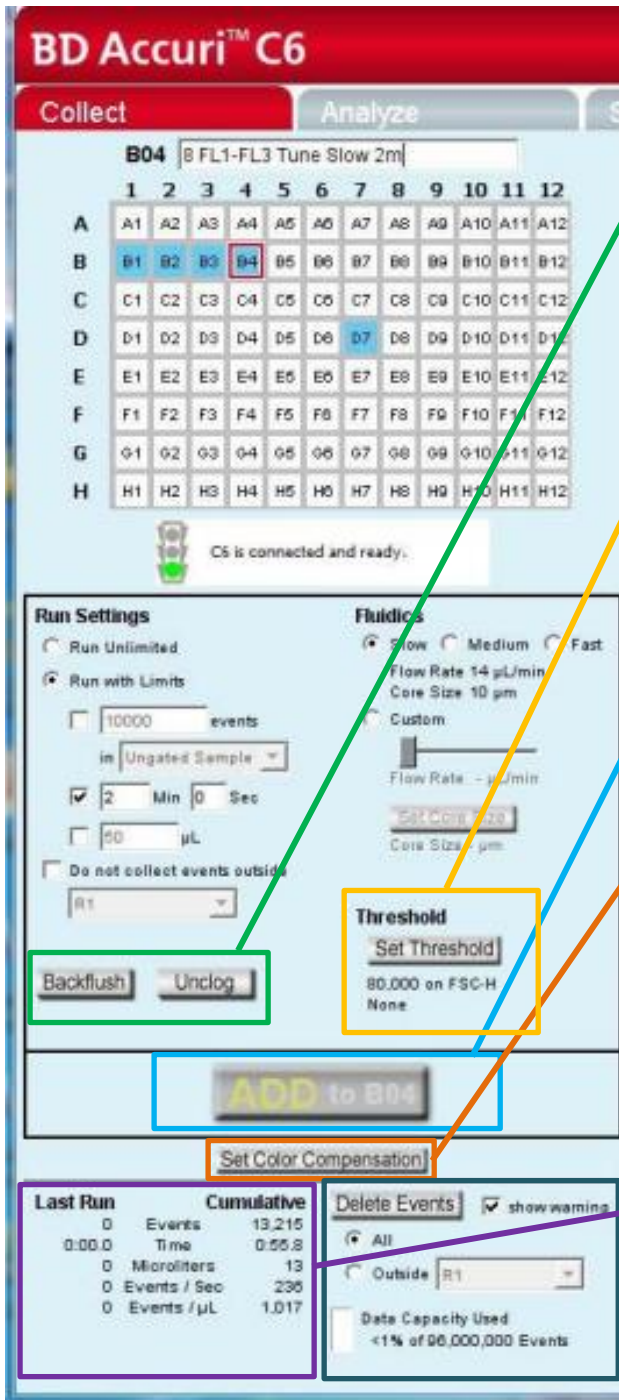 BD Accuri™ C6
Collect Analyze S
B04 8 FL1-FL3 Tune Slow 2m
1 2 3 4 5 6 7 8 9 10 11 12
A A1 A2 A3 A4 A5 A6 A7 A8 A9 A10 A11 A12
B B1 B2 B3 B4 B5 B6 B7 B8 B9 B10 B11 B12
C C1 C2 C3 C4 C5 C6 C7 C8 C9 C10 C11 C12
D D1 D2 D3 D4 D5 D6 D7 D8 D9 D10 D11 D12
E E1 E2 E3 E4 E5 E6 E7 E8 E9 E10 E11 E12
F F1 F2 F3 F4 F5 F6 F7 F8 F9 F10 F11 F12
G G1 G2 G3 G4 G5 G6 G7 G8 G9 G10 G11 G12
H H1 H2 H3 H4 H5 H6 H7 H8 H9 H10 H11 H12
C6 is connected and ready.
Run Settings
Run Unlimited
Run with Limits
10000 events
in Ungated Sample
2 Min 0 Sec
50 µL
Do not collect events outside
R1
Backflush Unclog
Fluidics
Slow Medium Fast
Flow Rate 14 µL/min
Core Size 10 µm
Custom
Flow Rate - µL/min
Set Core Size
Core Size - µm
Threshold
Set Threshold
80,000 on FSC-H
None
ADD to B04
Set Color Compensation
Last Run Cumulative
0 Events 13,215
0:00.0 Time 0:55.8
0 Microliters 13
0 Events / Sec 236
0 Events / µL 1,017
Delete Events show warning
All
Outside R1
Data Capacity Used
<1% of 96,000,000 Events